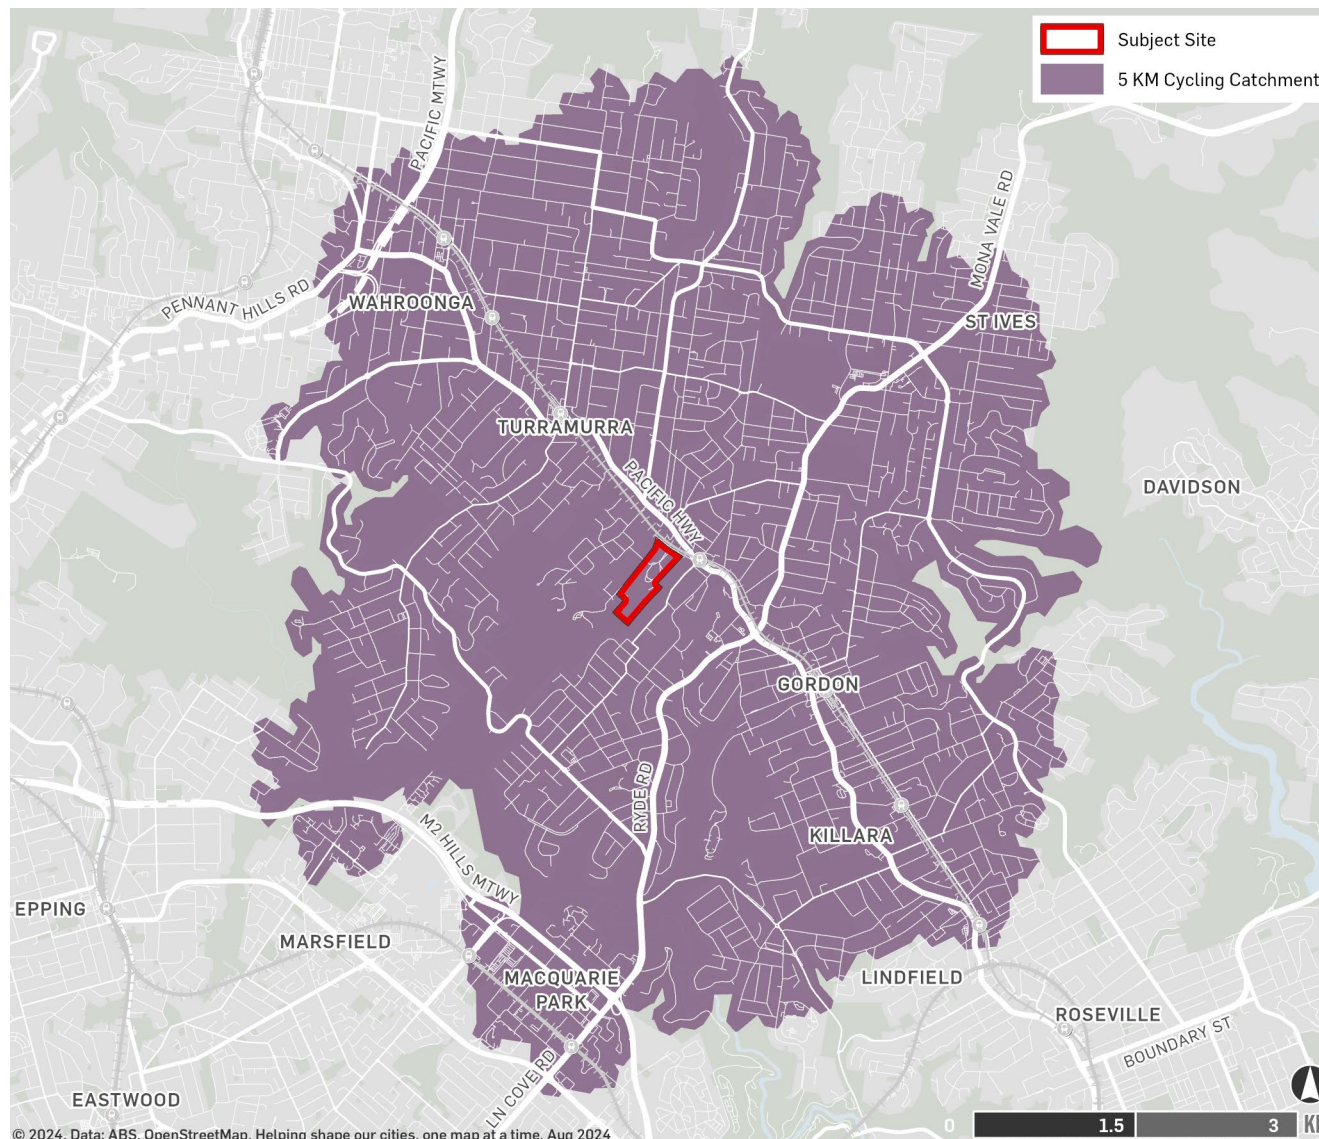 Subject Site
5 KM Cycling Catchment
PACIFIC MTWY
MONA VALE RD
PENNANT HILLS RD
WAHROONGA
ST IVES
TURRAMURRA
PACIFIC HWY
DAVIDSON
GORDON
RYDE RD
KILLARA
M2 HILLS MTWY
EPPING
MARSFIELD
MACQUARIE
PARK
LINDFIELD
ROSEVILLE
BOUNDARY ST
LN COVE RD
EASTWOOD
0 1.5 3
© 2024. Data: ABS, OpenStreetMap. Helping shape our cities, one map at a time. Aug 2024